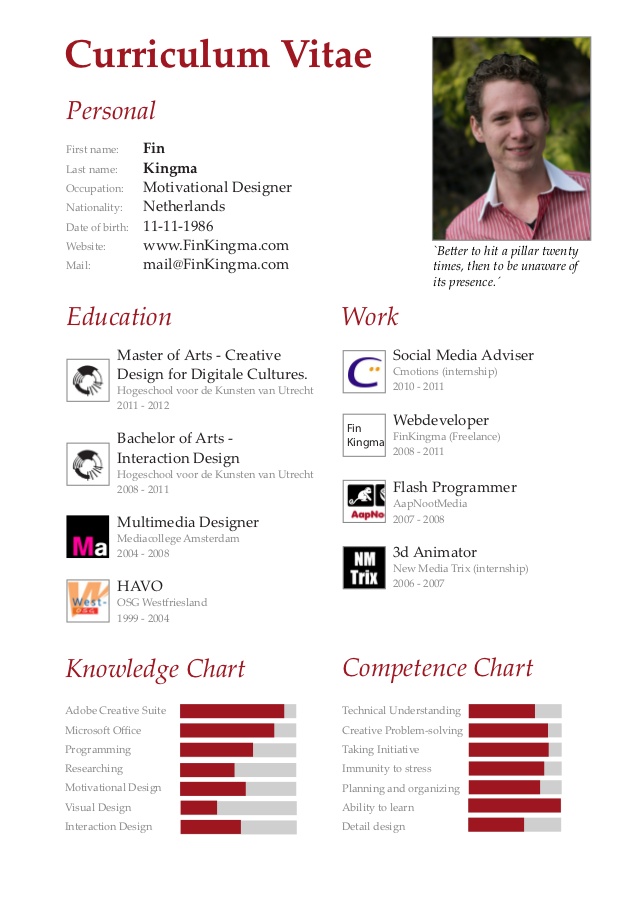 Curriculum Vitae
Personal
First name: Fin
Last name: Kingma
Occupation: Motivational Designer
Nationality: Netherlands
Date of birth: 11-11-1986
Website: www.FinKingma.com
Mail: mail@FinKingma.com
`Better to hit a pillar twenty
times, then to be unaware of
its presence.´
Education
Master of Arts - Creative
Design for Digitale Cultures.
Hogeschool voor de Kunsten van Utrecht
2011 - 2012
Bachelor of Arts -
Interaction Design
Hogeschool voor de Kunsten van Utrecht
2008 - 2011
Ma
Multimedia Designer
Mediacollege Amsterdam
2004 - 2008
West-
OSG
HAVO
OSG Westfriesland
1999 - 2004
Work
Social Media Adviser
Cmotions (internship)
2010 - 2011
Fin
Kingma
Webdeveloper
FinKingma (Freelance)
2008 - 2011
AapNo
Flash Programmer
AapNootMedia
2007 - 2008
NM
Trix
3d Animator
New Media Trix (internship)
2006 - 2007
Knowledge Chart
Adobe Creative Suite
Microsoft Office
Programming
Researching
Motivational Design
Visual Design
Interaction Design
Competence Chart
Technical Understanding
Creative Problem-solving
Taking Initiative
Immunity to stress
Planning and organizing
Ability to learn
Detail design